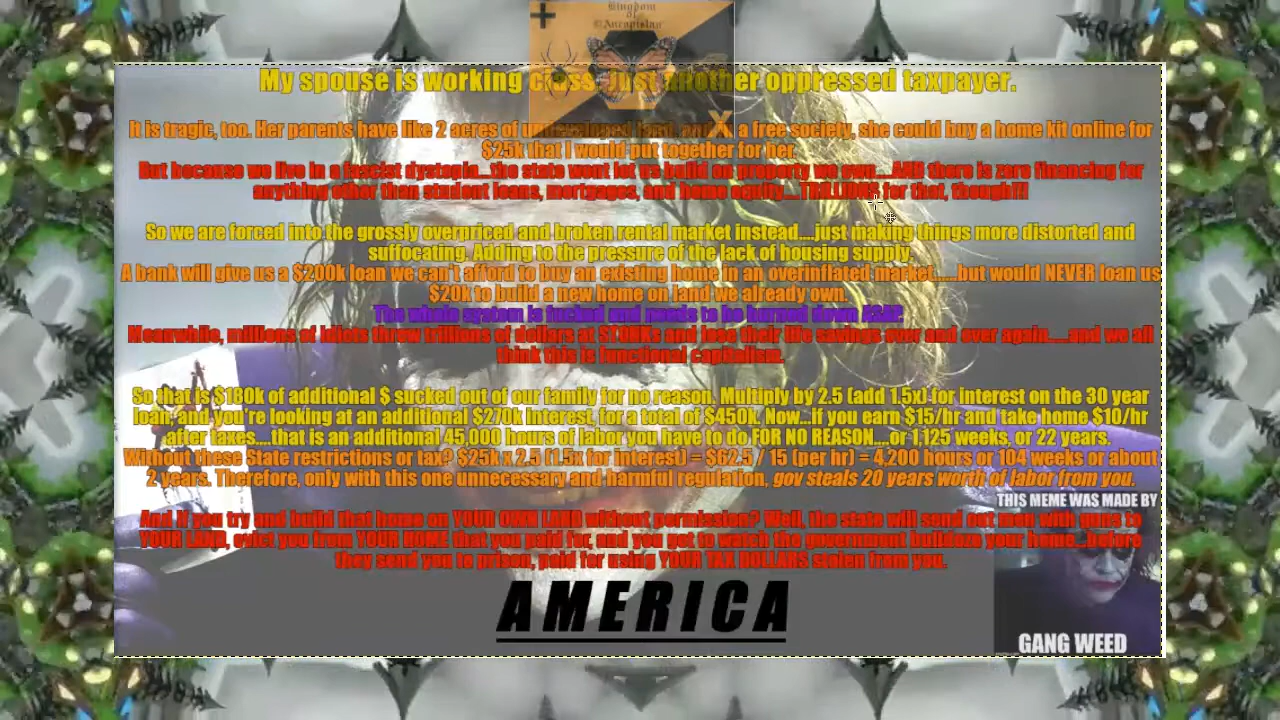 Kingdom
of
©Anropistan
My spouse is working class, just another oppressed taxpayer.
It is tragic, too. Her parents have like 2 acres of undeveloped land, and X a free society, she could buy a home kit online for
$25k that I would put together for her.
But because we live in a fascist dystopia...the state wont let us build on property we own....AND there is zero financing for
anything other than student loans, mortgages, and home equity....TRILLIONS for that, though!!!
So we are forced into the grossly overpriced and broken rental market instead....just making things more distorted and
suffocating. Adding to the pressure of the lack of housing supply.
A bank will give us a $200k loan we can't afford to buy an existing home in an overinflated market......but would NEVER loan us
$20k to build a new home on land we already own.
The whole system is fucked and needs to be burned down ASAP
Meanwhile, millions of idiots throw trillions of dollars at STONKs and lose their life savings over and over again.....and we all
think this is functional capitalism.
So that is $180k of additional $ sucked out of our family for no reason. Multiply by 2.5 (add 1.5x) for interest on the 30 year
loan, and you're looking at an additional $270k interest, for a total of $450k. Now...if you earn $15/hr and take home $10/hr
after taxes....that is an additional 45,000 hours of labor you have to do FOR NO REASON....or 1,125 weeks, or 22 years.
Without these State restrictions or tax? $25k x 2.5 (1.5x for interest) = $62.5 / 15 (per hr) = 4,200 hours or 104 weeks or about
2 years. Therefore, only with this one unnecessary and harmful regulation, gov steals 20 years worth of labor from you.
THIS MEME WAS MADE BY
And if you try and build that home on YOUR OWN LAND without permission? Well, the state will send out men with guns to
YOUR LAND, evict you from YOUR HOME that you paid for, and you get to watch the government bulldoze your home...before
they send you to prison, paid for using YOUR TAX DOLLARS stolen from you.
AMERICA
GANG WEED